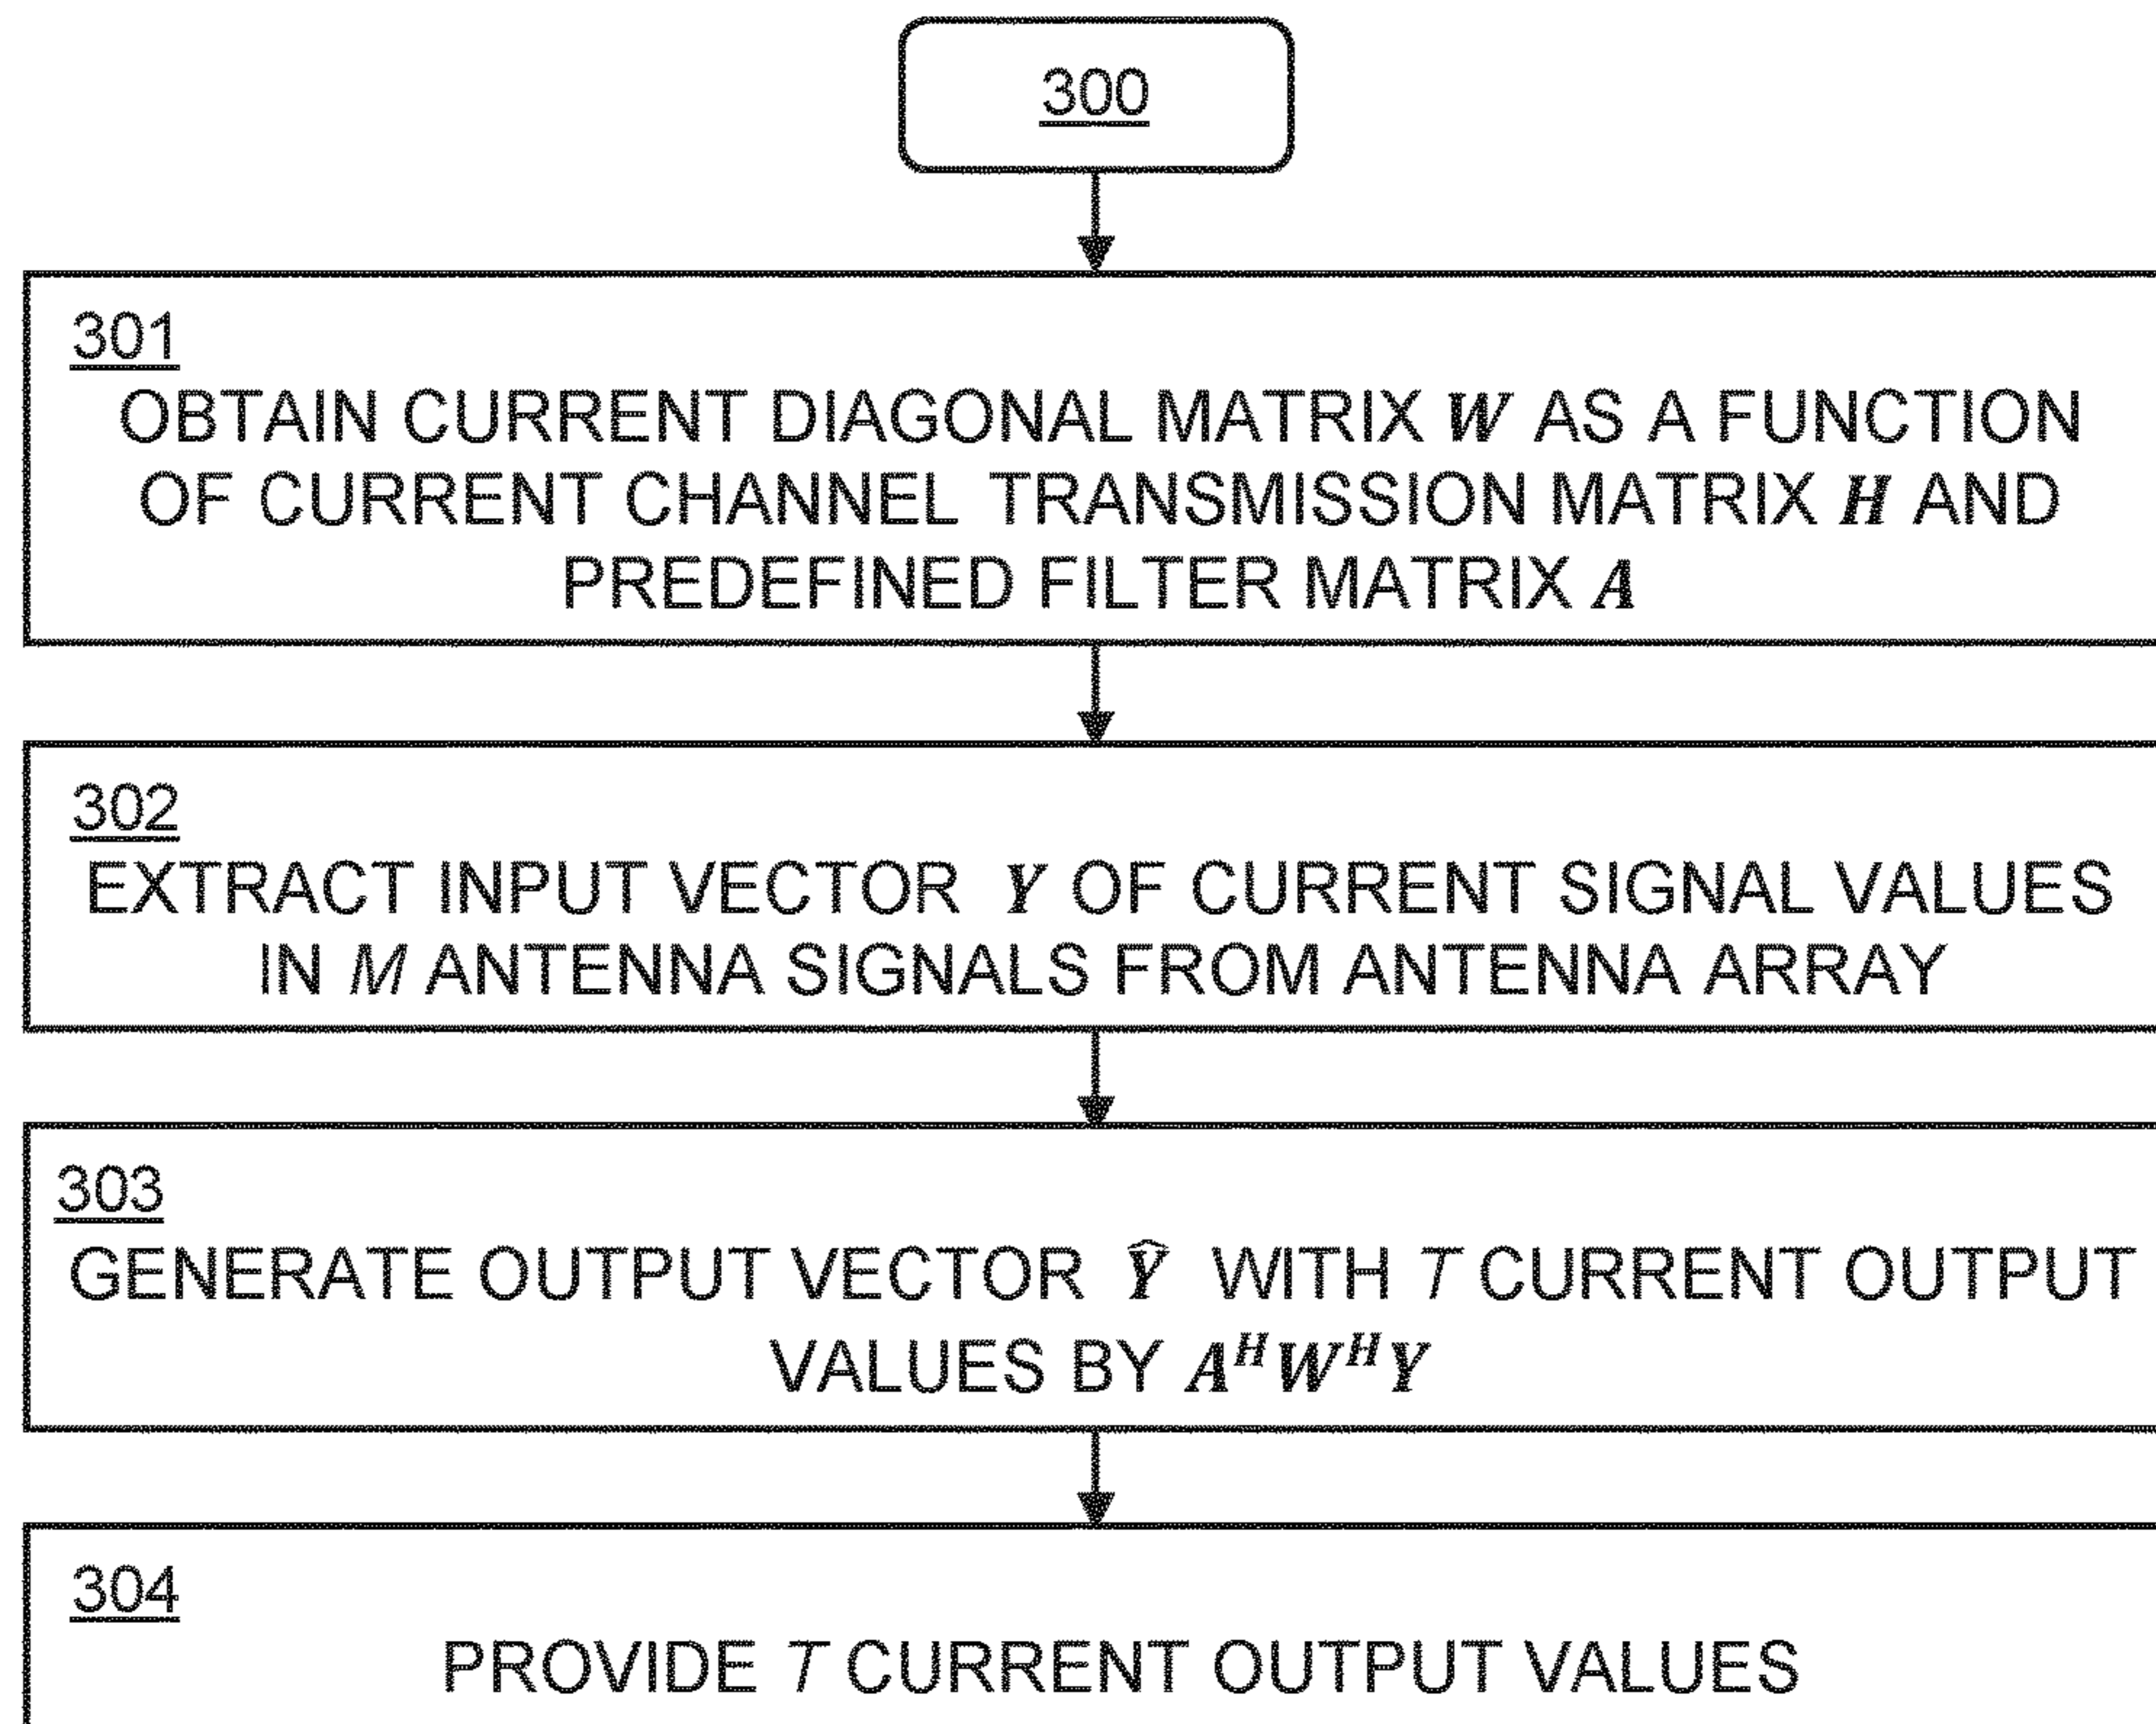 300
301
OBTAIN CURRENT DIAGONAL MATRIX W AS A FUNCTION
OF CURRENT CHANNEL TRANSMISSION MATRIX H AND
PREDEFINED FILTER MATRIX A
302
EXTRACT INPUT VECTOR Y OF CURRENT SIGNAL VALUES
IN M ANTENNA SIGNALS FROM ANTENNA ARRAY
303
GENERATE OUTPUT VECTOR Ŷ WITH T CURRENT OUTPUT
VALUES BY AᴴWᴴY
304
PROVIDE T CURRENT OUTPUT VALUES